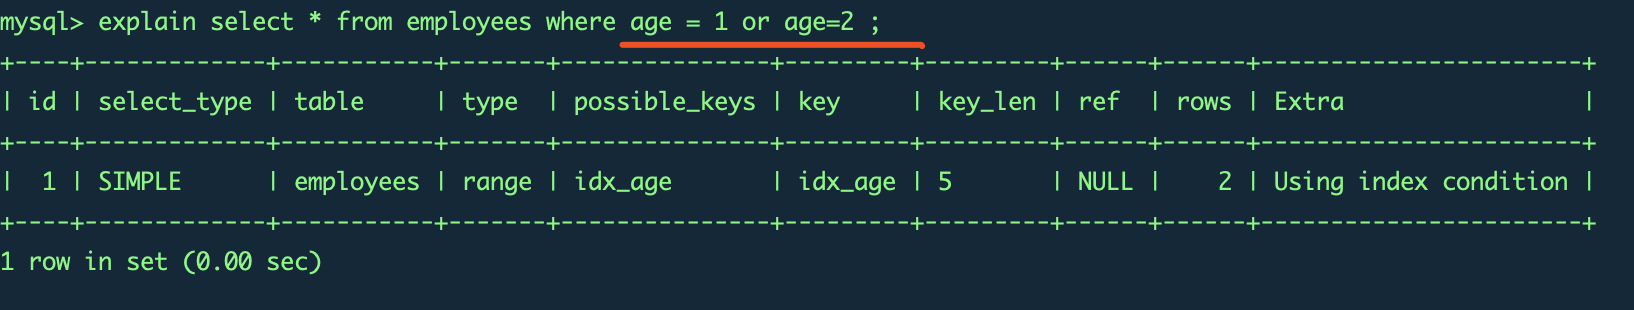 mysql> explain select * from employees where age = 1 or age=2 ;
+----+-------------+-----------+-------+---------------+---------+---------+------+------+-----------------------+
| id | select_type | table     | type  | possible_keys | key     | key_len | ref  | rows | Extra                 |
+----+-------------+-----------+-------+---------------+---------+---------+------+------+-----------------------+
|  1 | SIMPLE      | employees | range | idx_age       | idx_age | 5       | NULL |    2 | Using index condition |
+----+-------------+-----------+-------+---------------+---------+---------+------+------+-----------------------+
1 row in set (0.00 sec)